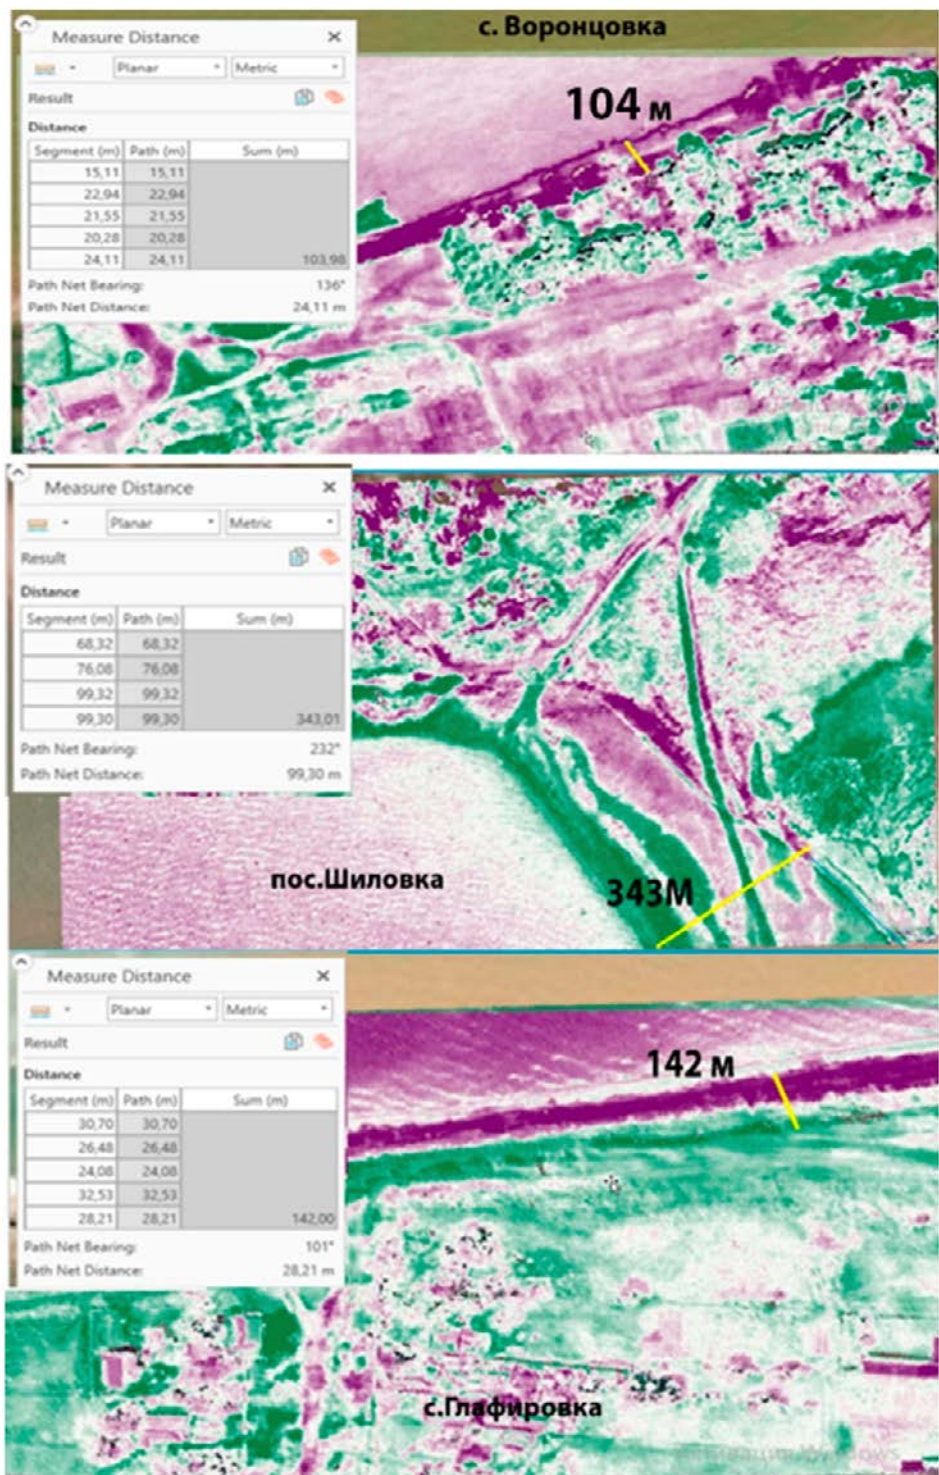 с. Воронцовка
Measure Distance
Planar Metric
Result
Distance
Segment (m) Path (m) Sum (m)
15,11 15,11
22,94 22,94
21,55 21,55
20,28 20,28
24,11 24,11 103,98
Path Net Bearing: 136°
Path Net Distance: 24,11 m
104 м
Measure Distance
Planar Metric
Result
Distance
Segment (m) Path (m) Sum (m)
68,32 68,32
76,08 76,08
99,32 99,32
99,30 99,30 343,01
Path Net Bearing: 232°
Path Net Distance: 99,30 m
пос.Шиловка
343М
Measure Distance
Planar Metric
Result
Distance
Segment (m) Path (m) Sum (m)
30,70 30,70
26,48 26,48
24,08 24,08
32,53 32,53
28,21 28,21 142,00
Path Net Bearing: 101°
Path Net Distance: 28,21 m
142 м
с.Глафировка